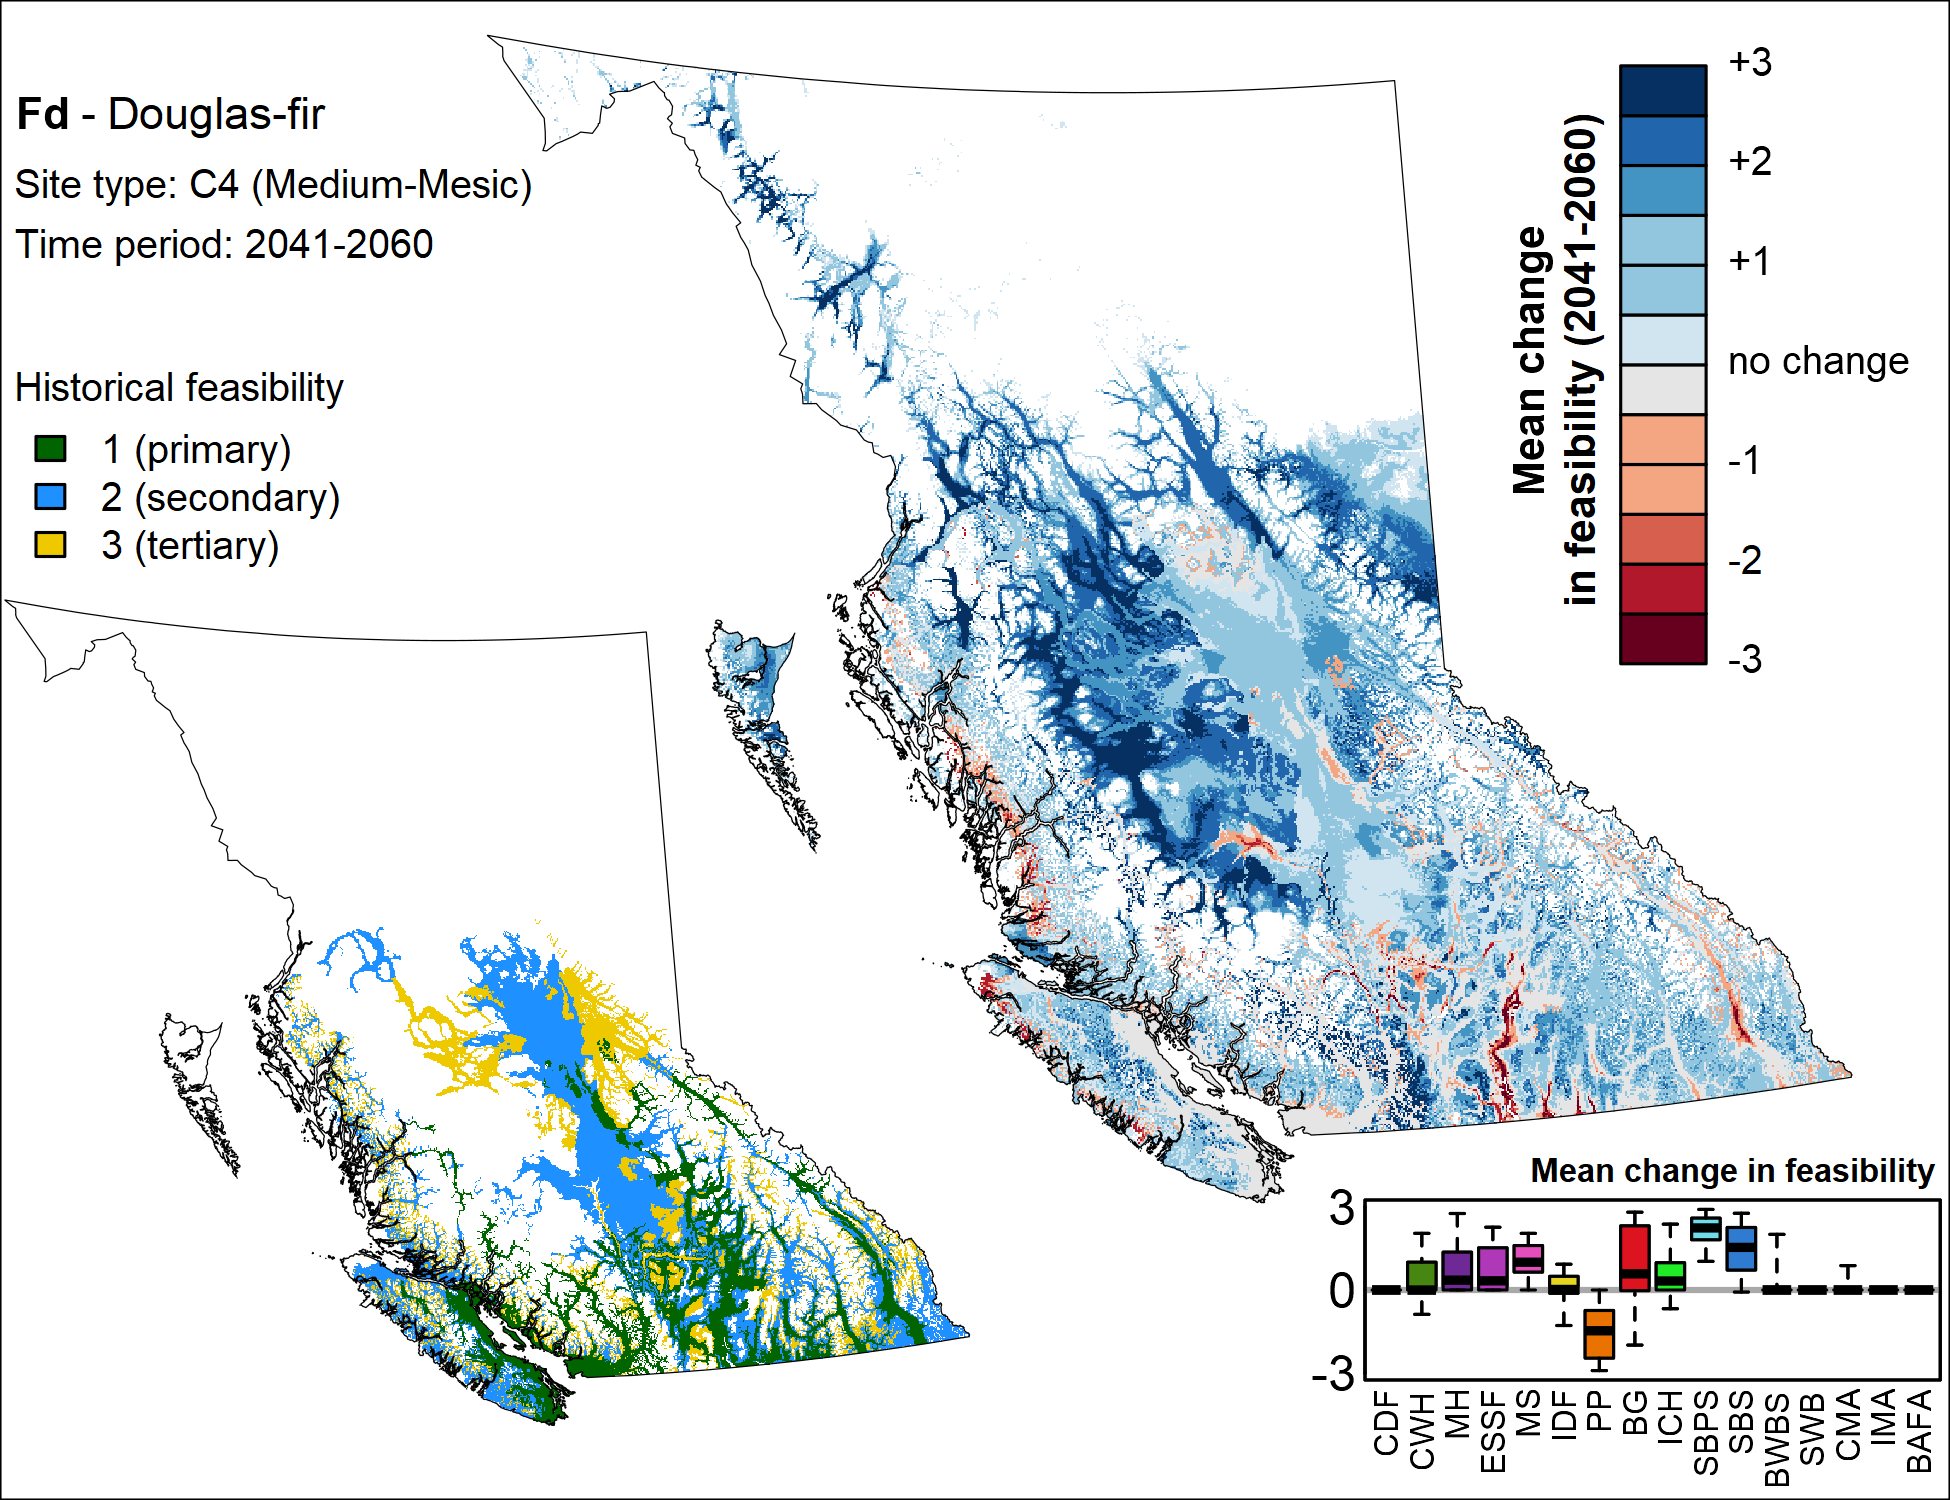 Fd - Douglas-fir
Site type: C4 (Medium-Mesic)
Time period: 2041-2060
Historical feasibility
1 (primary)
2 (secondary)
3 (tertiary)
Mean change
in feasibility (2041-2060)
+3
+2
+1
no change
-1
-2
-3
Mean change in feasibility
3
0
-3
CDF
CWH
MH
ESSF
MS
IDF
PP
BG
ICH
SBPS
SBS
BWBS
SWB
CMA
IMA
BAFA